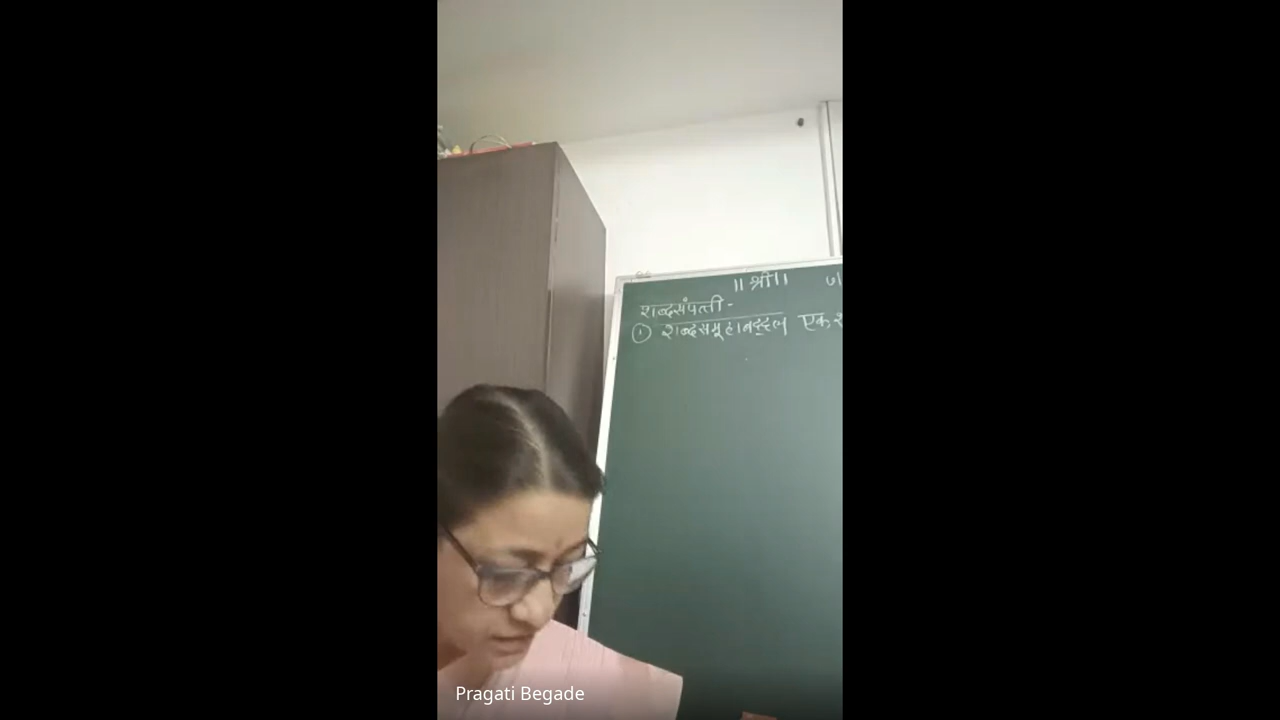 ॥ श्री ॥
शब्दसंपत्ती -
① शब्दसमूहाबद्दल एक
Pragati Begade